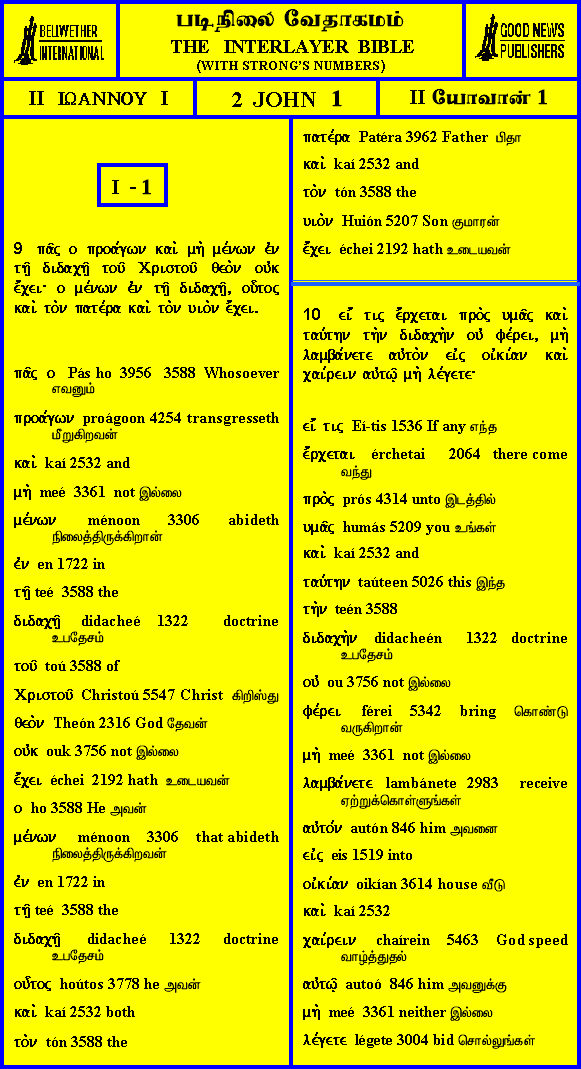 BELLWETHER
INTERNATIONAL
படிநிலை வேதாகமம்
THE INTERLAYER BIBLE
(WITH STRONG'S NUMBERS)
GOOD NEWS
PUBLISHERS
II ΙΩΑΝΝΟΥ I
2 JOHN 1
II யோவான் 1
I - 1
9 πᾶς ο προάγων καὶ μὴ μένων ἐν
τῇ διδαχῇ τοῦ Χριστοῦ θεὸν οὐκ
ἔχει· ο μένων ἐν τῇ διδαχῇ, οὗτος
καὶ τὸν πατέρα καὶ τὸν υιὸν ἔχει.
πᾶς ο Pás ho 3956 3588 Whosoever
எவனும்
προάγων proágoon 4254 transgresseth
மீறுகிறவன்
καὶ kaí 2532 and
μὴ meé 3361 not இல்லை
μένων ménoon 3306 abideth
நிலைத்திருக்கிறான்
ἐν en 1722 in
τῇ teé 3588 the
διδαχῇ didacheé 1322 doctrine
உபதேசம்
τοῦ toú 3588 of
Χριστοῦ Christoú 5547 Christ கிறிஸ்து
θεὸν Theón 2316 God தேவன்
οὐκ ouk 3756 not இல்லை
ἔχει échei 2192 hath உடையவன்
ο ho 3588 He அவன்
μένων ménoon 3306 that abideth
நிலைத்திருக்கிறவன்
ἐν en 1722 in
τῇ teé 3588 the
διδαχῇ didacheé 1322 doctrine
உபதேசம்
οὗτος hoútos 3778 he அவன்
καὶ kaí 2532 both
τὸν tón 3588 the
πατέρα Patéra 3962 Father பிதா
καὶ kaí 2532 and
τὸν tón 3588 the
υιὸν Huión 5207 Son குமாரன்
ἔχει échei 2192 hath உடையவன்
10 εἴ τις ἔρχεται πρὸς υμᾶς καὶ
ταύτην τὴν διδαχὴν οὐ φέρει, μὴ
λαμβάνετε αὐτὸν εἰς οἰκίαν καὶ
χαίρειν αὐτῷ μὴ λέγετε·
εἴ τις Ei-tis 1536 If any எந்த
ἔρχεται érchetai 2064 there come
வந்து
πρὸς prós 4314 unto இடத்தில்
υμᾶς humás 5209 you உங்கள்
καὶ kaí 2532 and
ταύτην taúteen 5026 this இந்த
τὴν teén 3588
διδαχὴν didacheén 1322 doctrine
உபதேசம்
οὐ ou 3756 not இல்லை
φέρει férei 5342 bring கொண்டு
வருகிறான்
μὴ meé 3361 not இல்லை
λαμβάνετε lambánete 2983 receive
ஏற்றுக்கொள்ளுங்கள்
αὐτόν autón 846 him அவனை
εἰς eis 1519 into
οἰκίαν oikían 3614 house வீடு
καὶ kaí 2532
χαίρειν chaírein 5463 God speed
வாழ்த்துதல்
αὐτῷ autoó 846 him அவனுக்கு
μὴ meé 3361 neither இல்லை
λέγετε légete 3004 bid சொல்லுங்கள்